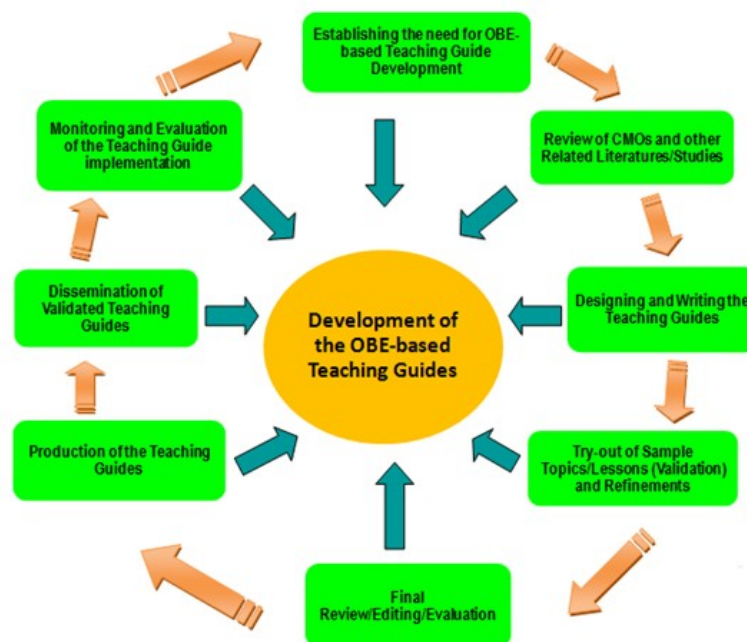 Establishing the need for OBE-
based Teaching Guide
Development
Review of CMOs and other
Related Literatures/Studies
Designing and Writing the
Teaching Guides
Try-out of Sample
Topics/Lessons (Validation)
and Refinements
Final
Review/Editing/Evaluation
Production of the Teaching
Guides
Dissemination of
Validated Teaching
Guides
Monitoring and Evaluation
of the Teaching Guide
implementation
Development of
the OBE-based
Teaching Guides